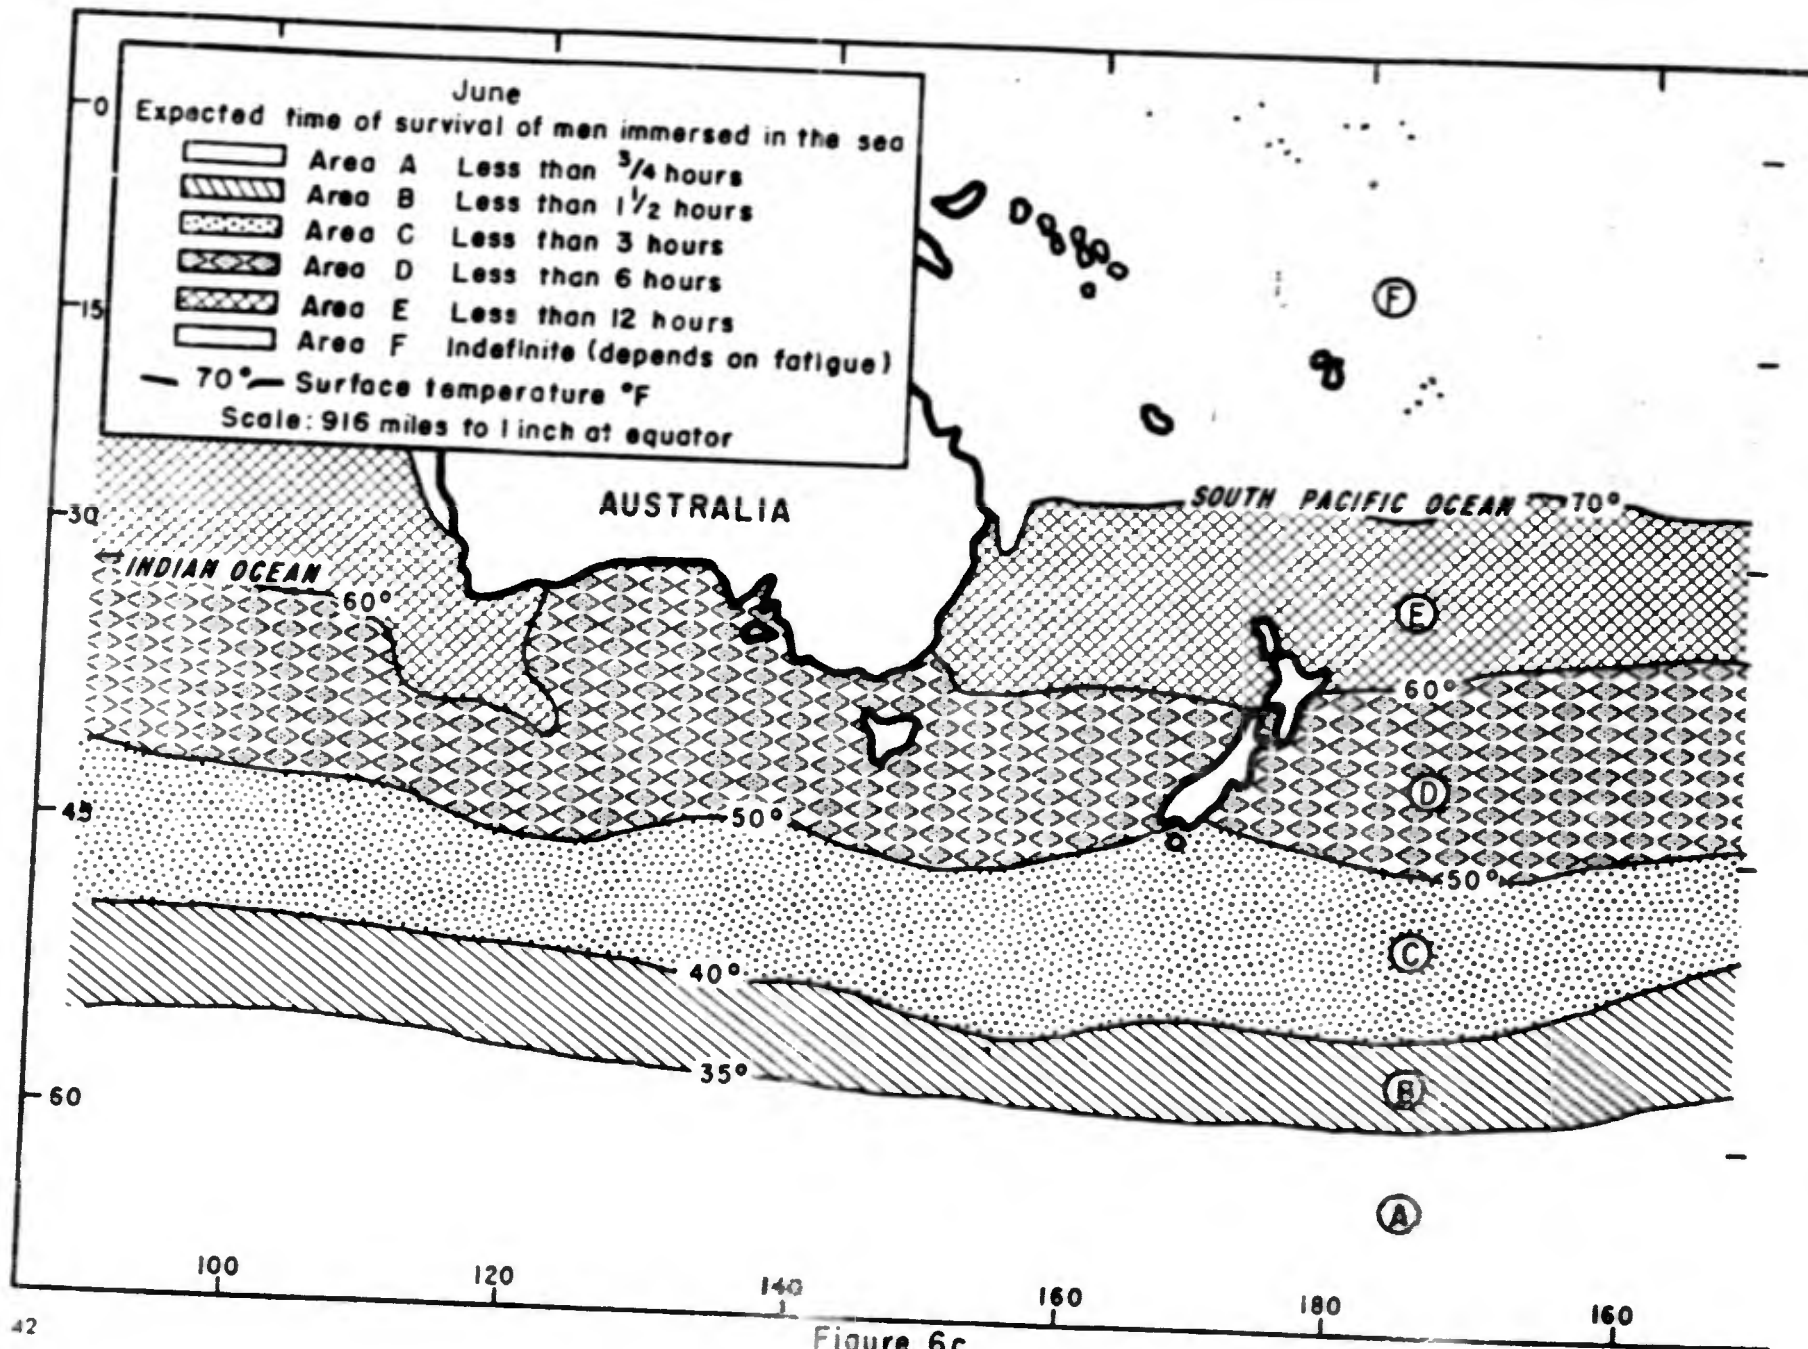 June
Expected time of survival of men immersed in the sea
Area A Less than 3/4 hours
Area B Less than 1 1/2 hours
Area C Less than 3 hours
Area D Less than 6 hours
Area E Less than 12 hours
Area F Indefinite (depends on fatigue)
70° Surface temperature °F
Scale: 916 miles to 1 inch at equator
0
15
30
45
60
F
AUSTRALIA
SOUTH PACIFIC OCEAN
70°
INDIAN OCEAN
60°
E
60°
D
50°
50°
C
40°
35°
B
A
100
120
140
160
180
160
42
Figure 6c